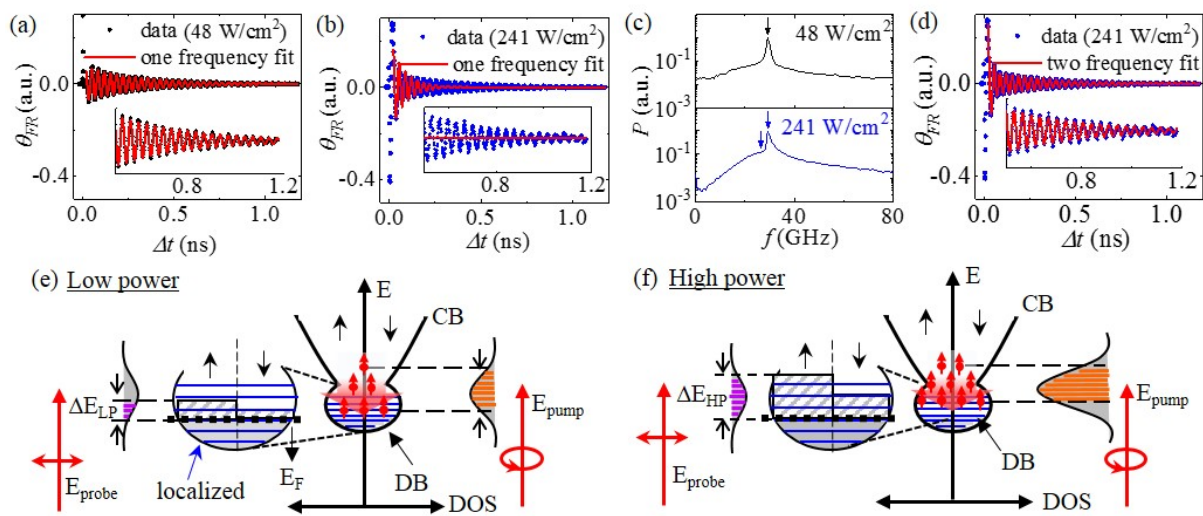 (a)
data (48 W/cm²)
one frequency fit
θFR (a.u.)
0.0
-0.4
0.8 1.2
0.0 0.5 1.0
Δt (ns)
(b)
data (241 W/cm²)
one frequency fit
θFR (a.u.)
0.0
-0.4
0.8 1.2
0.0 0.5 1.0
Δt (ns)
(c)
48 W/cm²
241 W/cm²
P (a.u.)
10⁻¹
10⁻³
10⁻¹
10⁻³
0 40 80
f (GHz)
(d)
data (241 W/cm²)
two frequency fit
θFR (a.u.)
0.0
-0.4
0.8 1.2
0.0 0.5 1.0
Δt (ns)
(e) Low power
E
CB
ΔELP
Epump
Eprobe
localized
EF
DB
DOS
(f) High power
E
CB
ΔEHP
Epump
Eprobe
DB
DOS